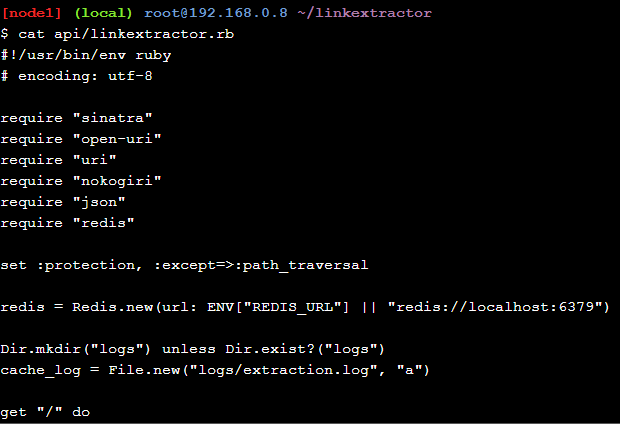 [node1] (local) root@192.168.0.8 ~/linkextractor
$ cat api/linkextractor.rb
#!/usr/bin/env ruby
# encoding: utf-8
require "sinatra"
require "open-uri"
require "uri"
require "nokogiri"
require "json"
require "redis"
set :protection, :except=>:path_traversal
redis = Redis.new(url: ENV["REDIS_URL"] || "redis://localhost:6379")
Dir.mkdir("logs") unless Dir.exist?("logs")
cache_log = File.new("logs/extraction.log", "a")
get "/" do